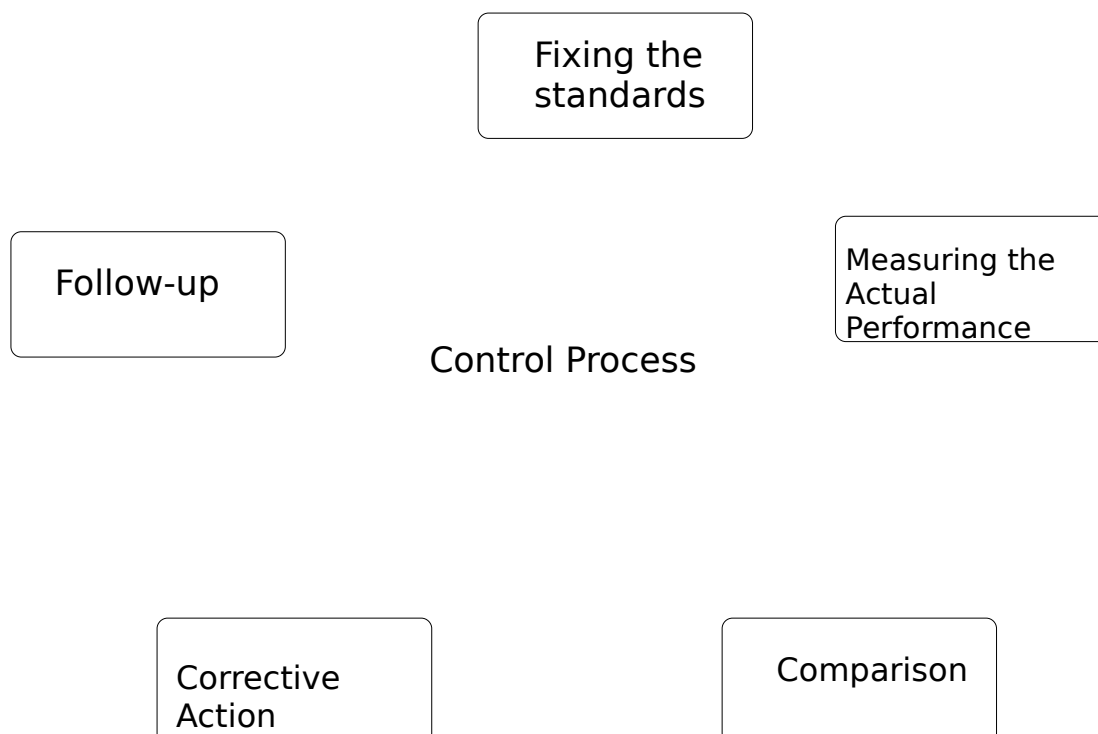 Fixing the
standards
Measuring the
Actual
Performance
Follow-up
Control Process
Comparison
Corrective
Action